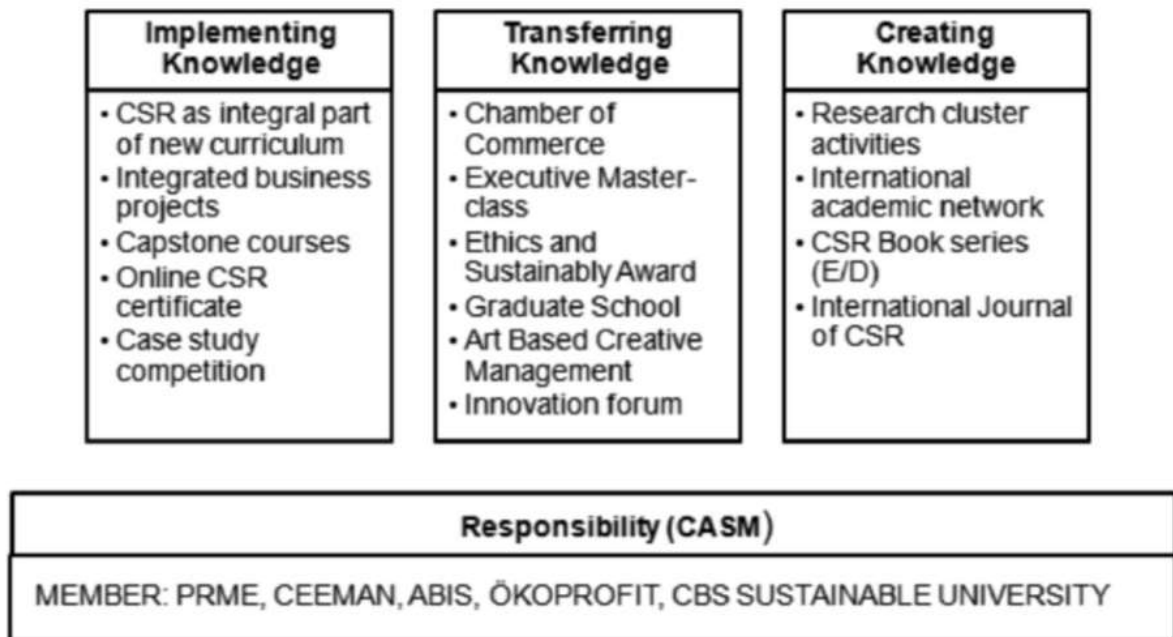 Implementing
Knowledge
• CSR as integral part
of new curriculum
• Integrated business
projects
• Capstone courses
• Online CSR
certificate
• Case study
competition
Transferring
Knowledge
• Chamber of
Commerce
• Executive Master-
class
• Ethics and
Sustainably Award
• Graduate School
• Art Based Creative
Management
• Innovation forum
Creating
Knowledge
• Research cluster
activities
• International
academic network
• CSR Book series
(E/D)
• International Journal
of CSR
Responsibility (CASM)
MEMBER: PRME, CEEMAN, ABIS, ÖKOPROFIT, CBS SUSTAINABLE UNIVERSITY